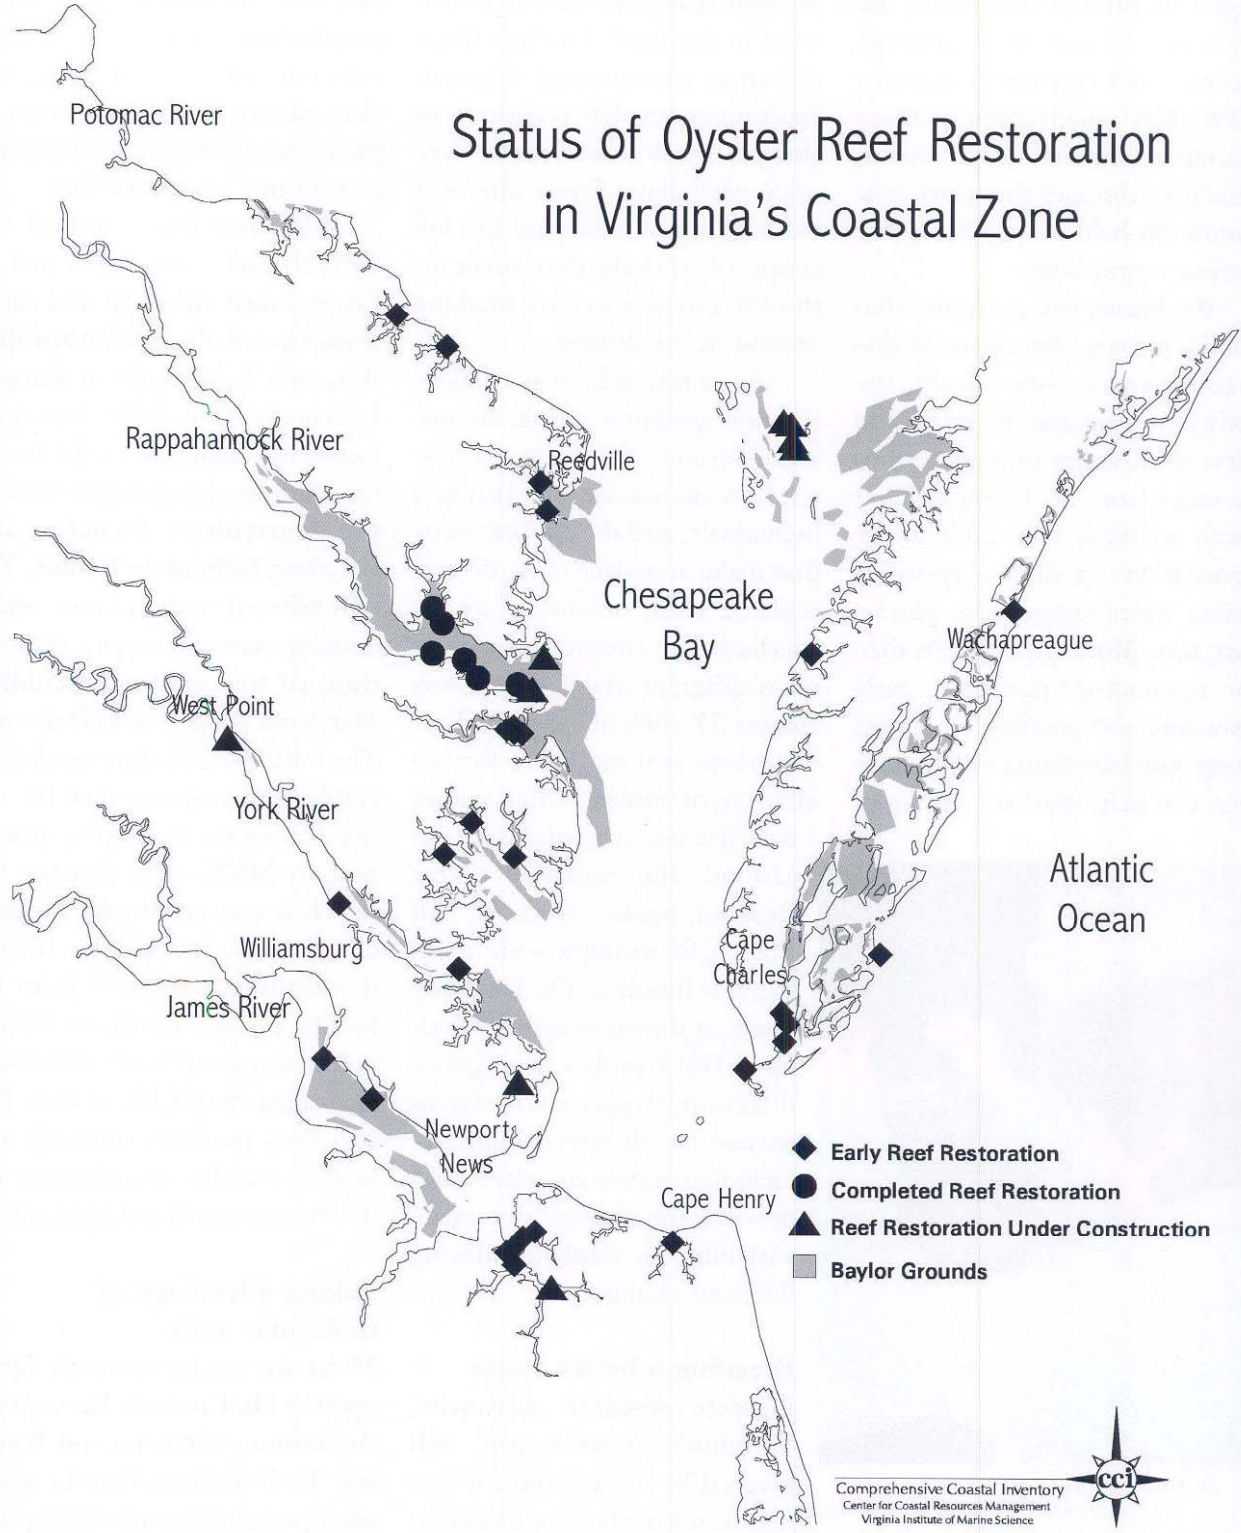 Potomac River
Status of Oyster Reef Restoration
in Virginia's Coastal Zone
Rappahannock River
Reedville
Chesapeake
Bay
Wachapreague
West Point
York River
Atlantic
Ocean
Williamsburg
Cape
Charles
James River
Newport
News
Cape Henry
Early Reef Restoration
Completed Reef Restoration
Reef Restoration Under Construction
Baylor Grounds
cci
Comprehensive Coastal Inventory
Center for Coastal Resources Management
Virginia Institute of Marine Science